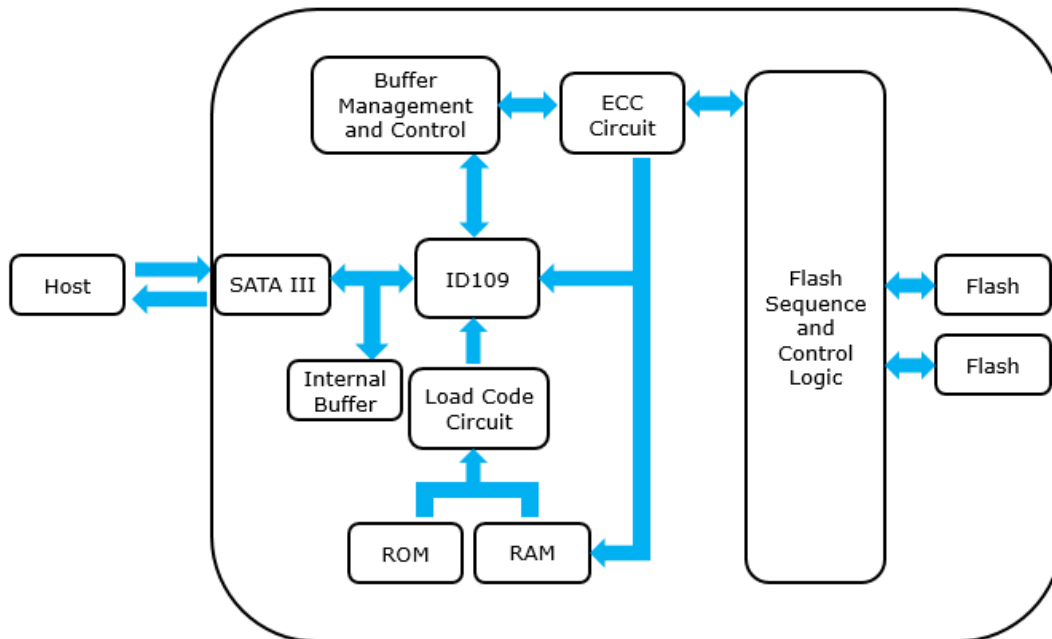 Buffer
Management
and Control
ECC
Circuit
Host
SATA III
ID109
Flash
Sequence
and
Control
Logic
Flash
Flash
Internal
Buffer
Load Code
Circuit
ROM
RAM